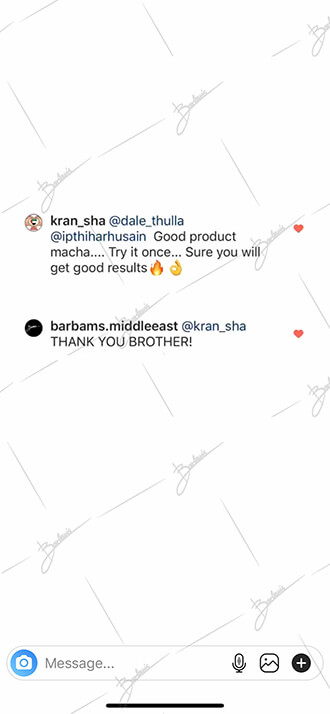 kran_sha @dale_thulla
@ipthiharhusain Good product
macha.... Try it once... Sure you will
get good results🔥👌
barbams.middleeast @kran_sha
THANK YOU BROTHER!
Message...